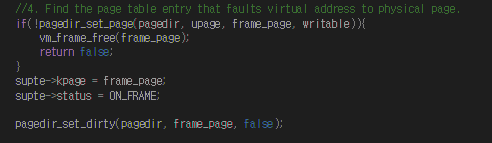 //4. Find the page table entry that faults virtual address to physical page.
if(!pagedir_set_page(pagedir, upage, frame_page, writable)){
vm_frame_free(frame_page);
return false;
}
supte->kpage = frame_page;
supte->status = ON_FRAME;
pagedir_set_dirty(pagedir, frame_page, false);